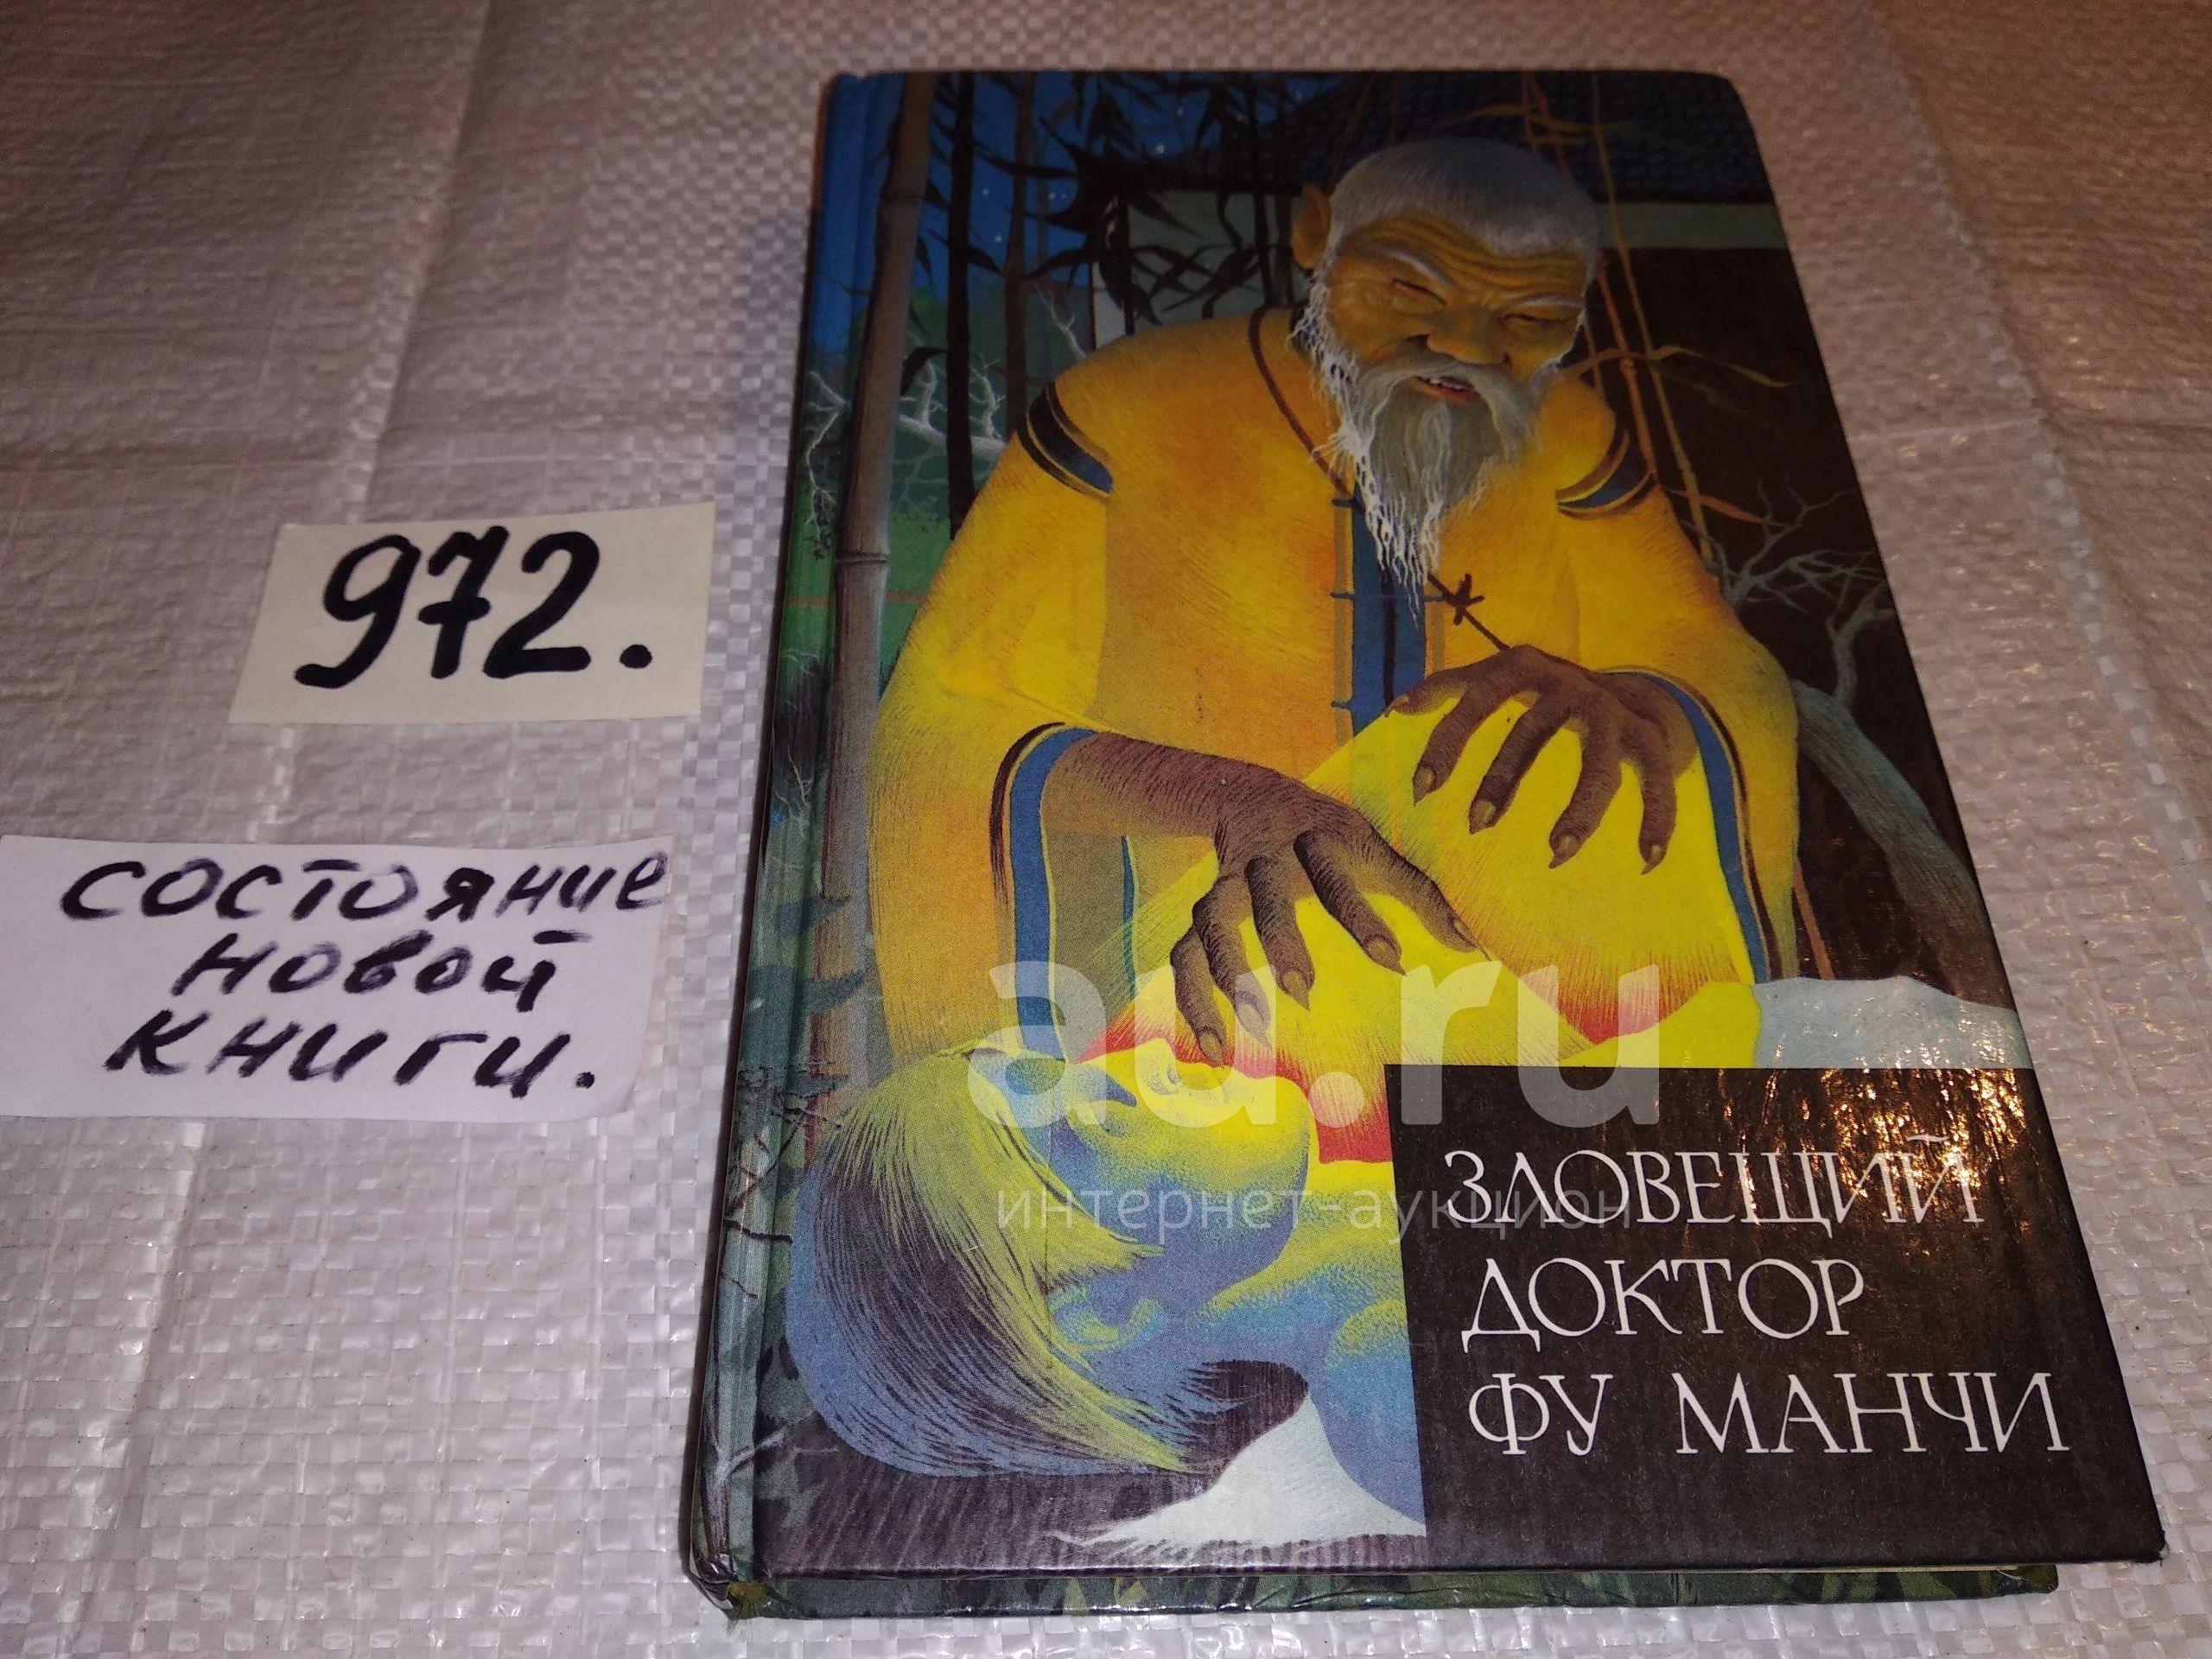 972.
состояние
новой
книги.
au.ru
интернет-аукцион
ЗЛОВЕЩИЙ
ДОКТОР
ФУ МАНЧИ